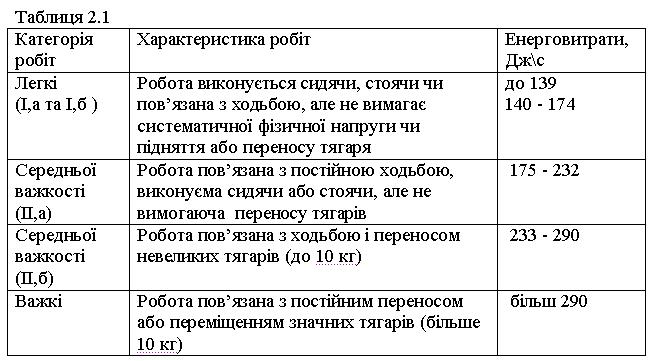 Таблиця 2.1
Категорія робіт | Характеристика робіт | Енерговитрати, Дж\с
Легкі
(І,а та І,б )
Робота виконується сидячи, стоячи чи
пов’язана з ходьбою, але не вимагає
систематичної фізичної напруги чи
підняття або переносу тягаря
до 139
140 - 174
Середньої
важкості
(ІІ,а)
Робота пов’язана з постійною ходьбою,
виконуєма сидячи або стоячи, але не
вимогаюча переносу тягарів
175 - 232
Середньої
важкості
(ІІ,б)
Робота пов’язана з ходьбою і переносом
невеликих тягарів (до 10 кг)
233 - 290
Важкі
Робота пов’язана з постійним переносом
або переміщенням значних тягарів (більше
10 кг)
більш 290